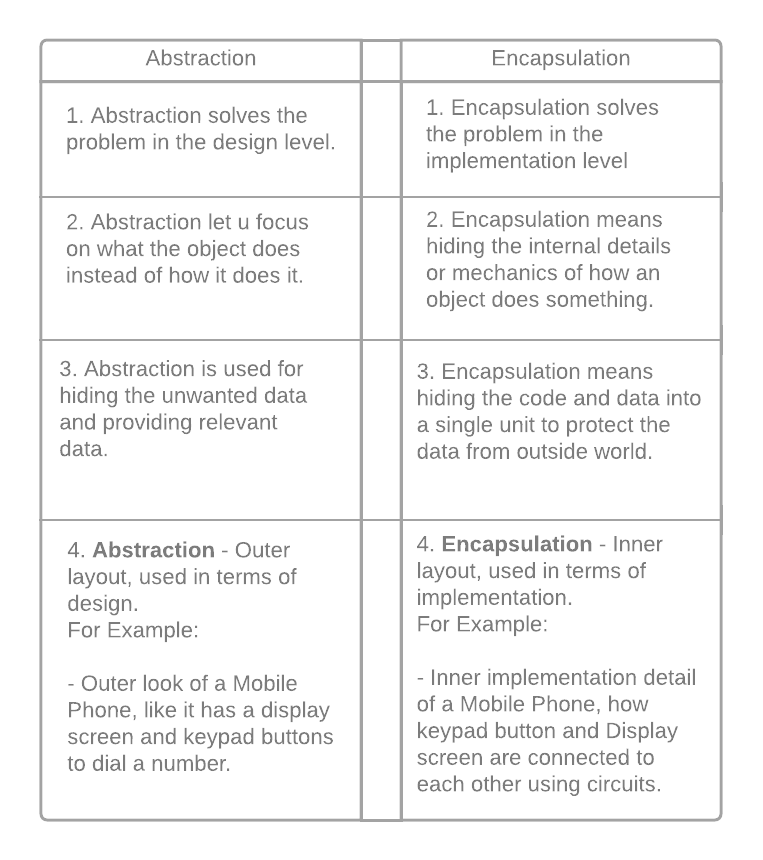 Abstraction
Encapsulation
1. Abstraction solves the
problem in the design level.
1. Encapsulation solves
the problem in the
implementation level
2. Abstraction let u focus
on what the object does
instead of how it does it.
2. Encapsulation means
hiding the internal details
or mechanics of how an
object does something.
3. Abstraction is used for
hiding the unwanted data
and providing relevant
data.
3. Encapsulation means
hiding the code and data into
a single unit to protect the
data from outside world.
4. Abstraction - Outer
layout, used in terms of
design.
For Example:
- Outer look of a Mobile
Phone, like it has a display
screen and keypad buttons
to dial a number.
4. Encapsulation - Inner
layout, used in terms of
implementation.
For Example:
- Inner implementation detail
of a Mobile Phone, how
keypad button and Display
screen are connected to
each other using circuits.